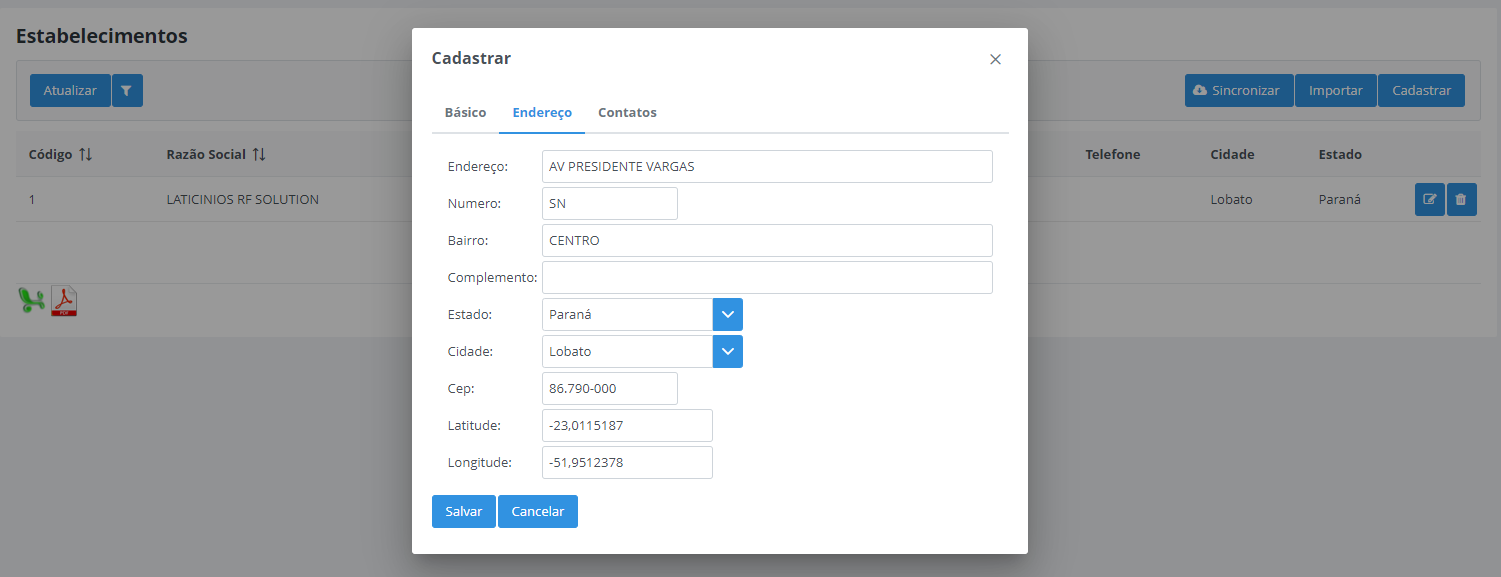 Estabelecimentos
Atualizar
Sincronizar Importar Cadastrar
Código Razão Social Telefone Cidade Estado
1 LATICINIOS RF SOLUTION Lobato Paraná
PDF
Cadastrar
Básico Endereço Contatos
Endereço: AV PRESIDENTE VARGAS
Numero: SN
Bairro: CENTRO
Complemento:
Estado: Paraná
Cidade: Lobato
Cep: 86.790-000
Latitude: -23,0115187
Longitude: -51,9512378
Salvar Cancelar